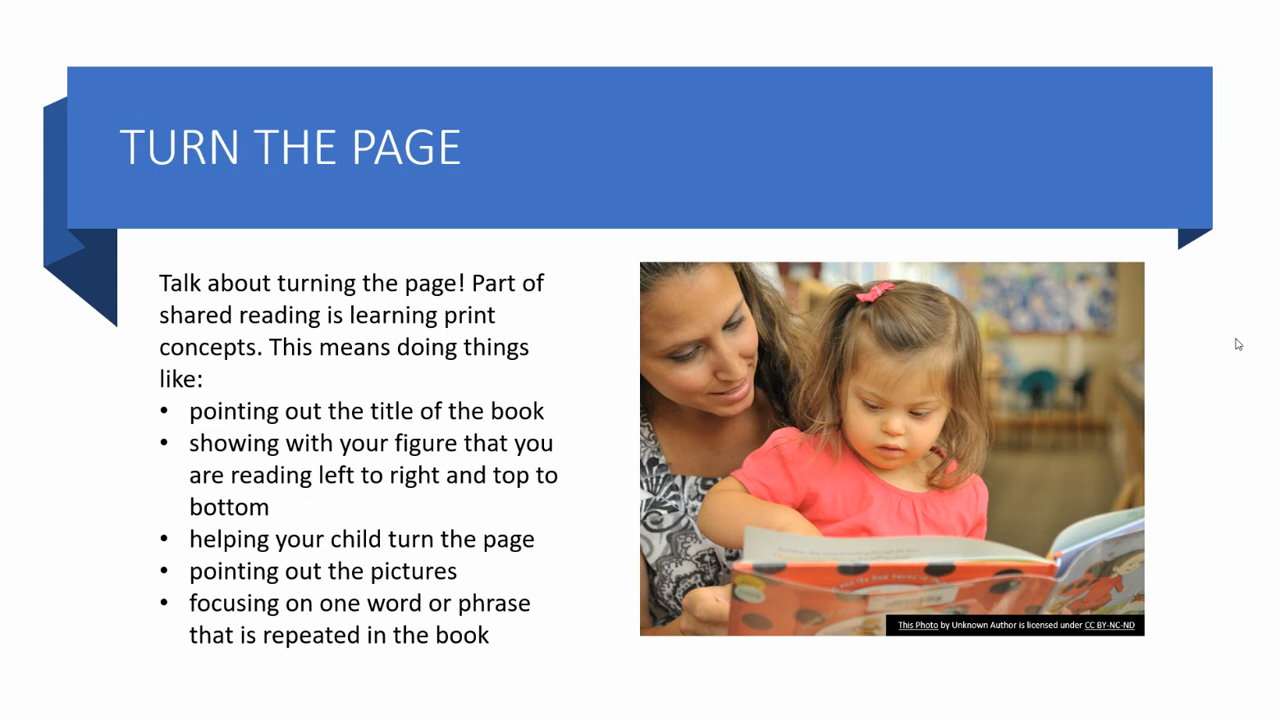 TURN THE PAGE
Talk about turning the page! Part of
shared reading is learning print
concepts. This means doing things
like:
• pointing out the title of the book
• showing with your figure that you
are reading left to right and top to
bottom
• helping your child turn the page
• pointing out the pictures
• focusing on one word or phrase
that is repeated in the book
This Photo by Unknown Author is licensed under CC BY-NC-ND